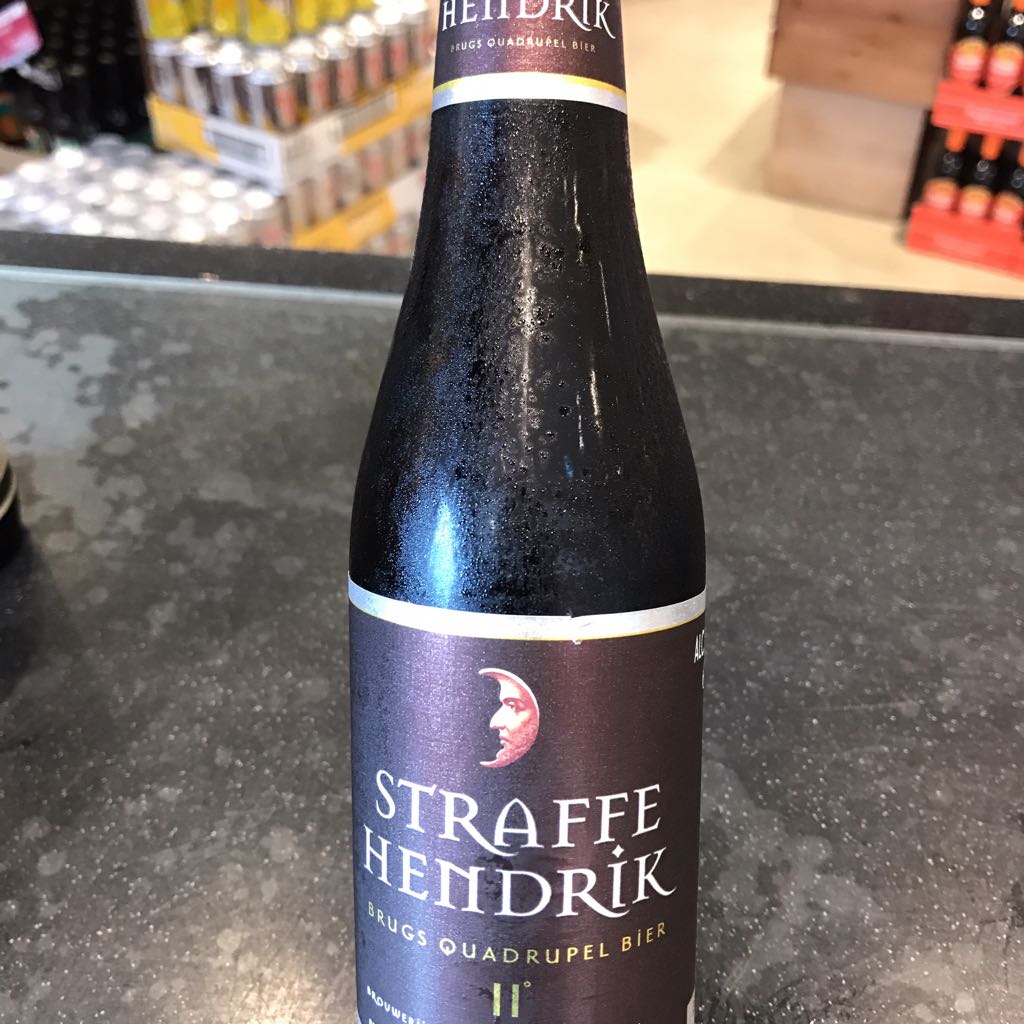 HENDRIK
BRUGS QUADRUPEL BIER
STRAFFE
HENDRIK
BRUGS QUADRUPEL BIER
11°